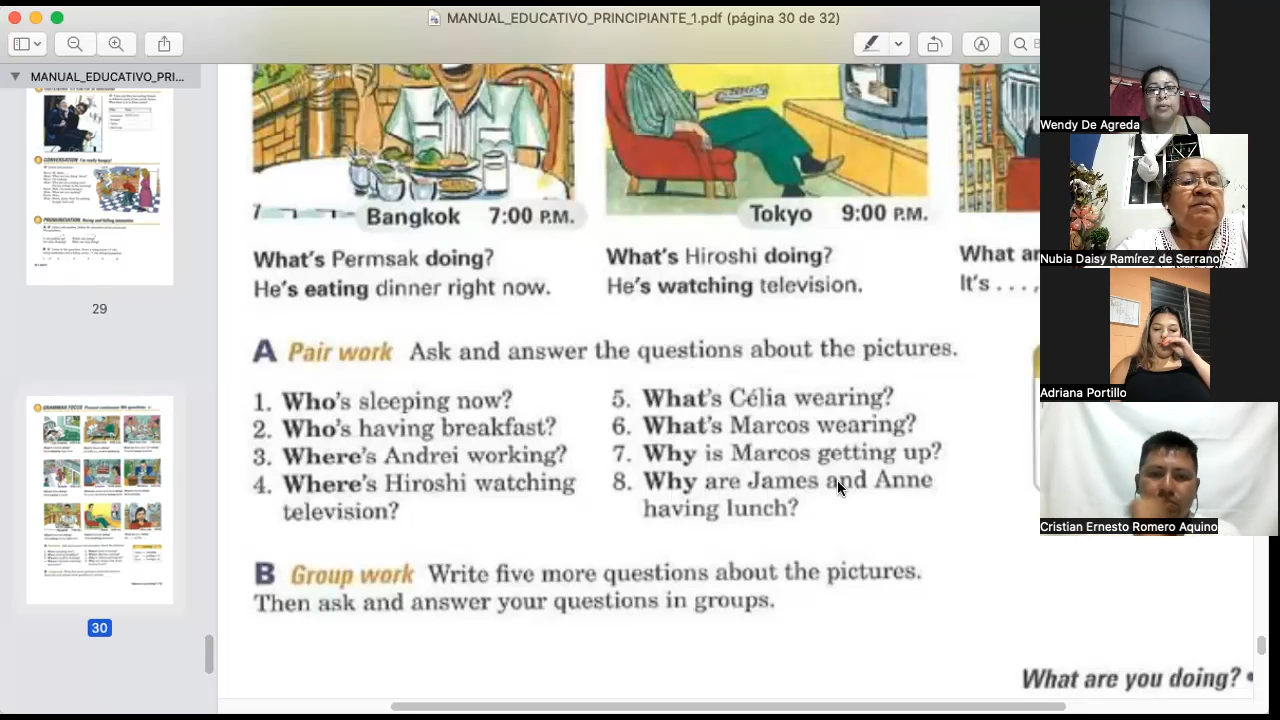 MANUAL_EDUCATIVO_PRINCIPIANTE_1.pdf (página 30 de 32)
MANUAL_EDUCATIVO_PRI...
29
30
Bangkok 7:00 P.M.
Tokyo 9:00 P.M.
What's Permsak doing?
He's eating dinner right now.
What's Hiroshi doing?
He's watching television.
What ar
It's . . . ,
A Pair work Ask and answer the questions about the pictures.
1. Who's sleeping now?
2. Who's having breakfast?
3. Where's Andrei working?
4. Where's Hiroshi watching
television?
5. What's Célia wearing?
6. What's Marcos wearing?
7. Why is Marcos getting up?
8. Why are James and Anne
having lunch?
B Group work Write five more questions about the pictures.
Then ask and answer your questions in groups.
What are you doing? •
Wendy De Agreda
Nubia Daisy Ramírez de Serrano
Adriana Portillo
Cristian Ernesto Romero Aquino